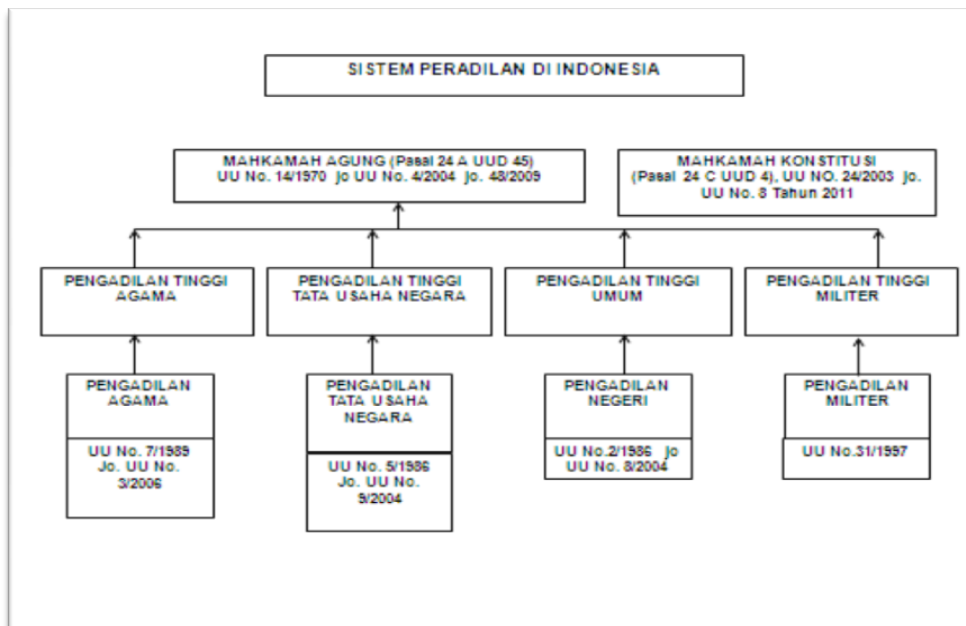 SISTEM PERADILAN DI INDONESIA
MAHKAMAH AGUNG (Pasal 24 A UUD 45)
UU No. 14/1970 jo UU No. 4/2004 jo. 48/2009
MAHKAMAH KONSTITUSI
(Pasal 24 C UUD 4), UU NO. 24/2003 jo.
UU No. 8 Tahun 2011
PENGADILAN TINGGI
AGAMA
PENGADILAN TINGGI
TATA USAHA NEGARA
PENGADILAN TINGGI
UMUM
PENGADILAN TINGGI
MILITER
PENGADILAN
AGAMA
UU No. 7/1989
Jo. UU No.
3/2006
PENGADILAN
TATA USAHA
NEGARA
UU No. 5/1986
Jo. UU No.
9/2004
PENGADILAN
NEGERI
UU No.2/1986 jo
UU No. 8/2004
PENGADILAN
MILITER
UU No.31/1997